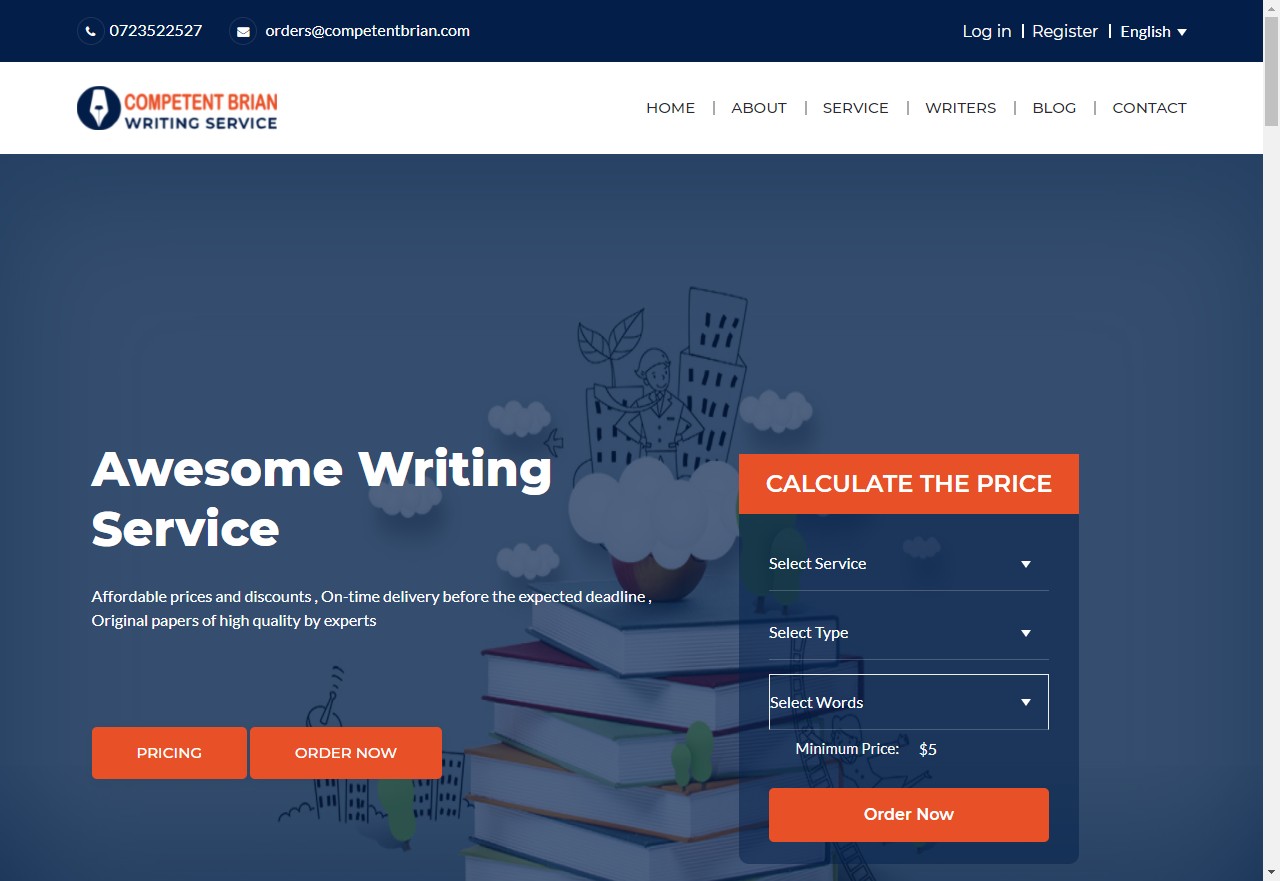 0723522527 orders@competentbrian.com Log in Register English
COMPETENT BRIAN
WRITING SERVICE
HOME ABOUT SERVICE WRITERS BLOG CONTACT
Awesome Writing
Service
Affordable prices and discounts , On-time delivery before the expected deadline ,
Original papers of high quality by experts
PRICING ORDER NOW
CALCULATE THE PRICE
Select Service
Select Type
Select Words
Minimum Price: $5
Order Now